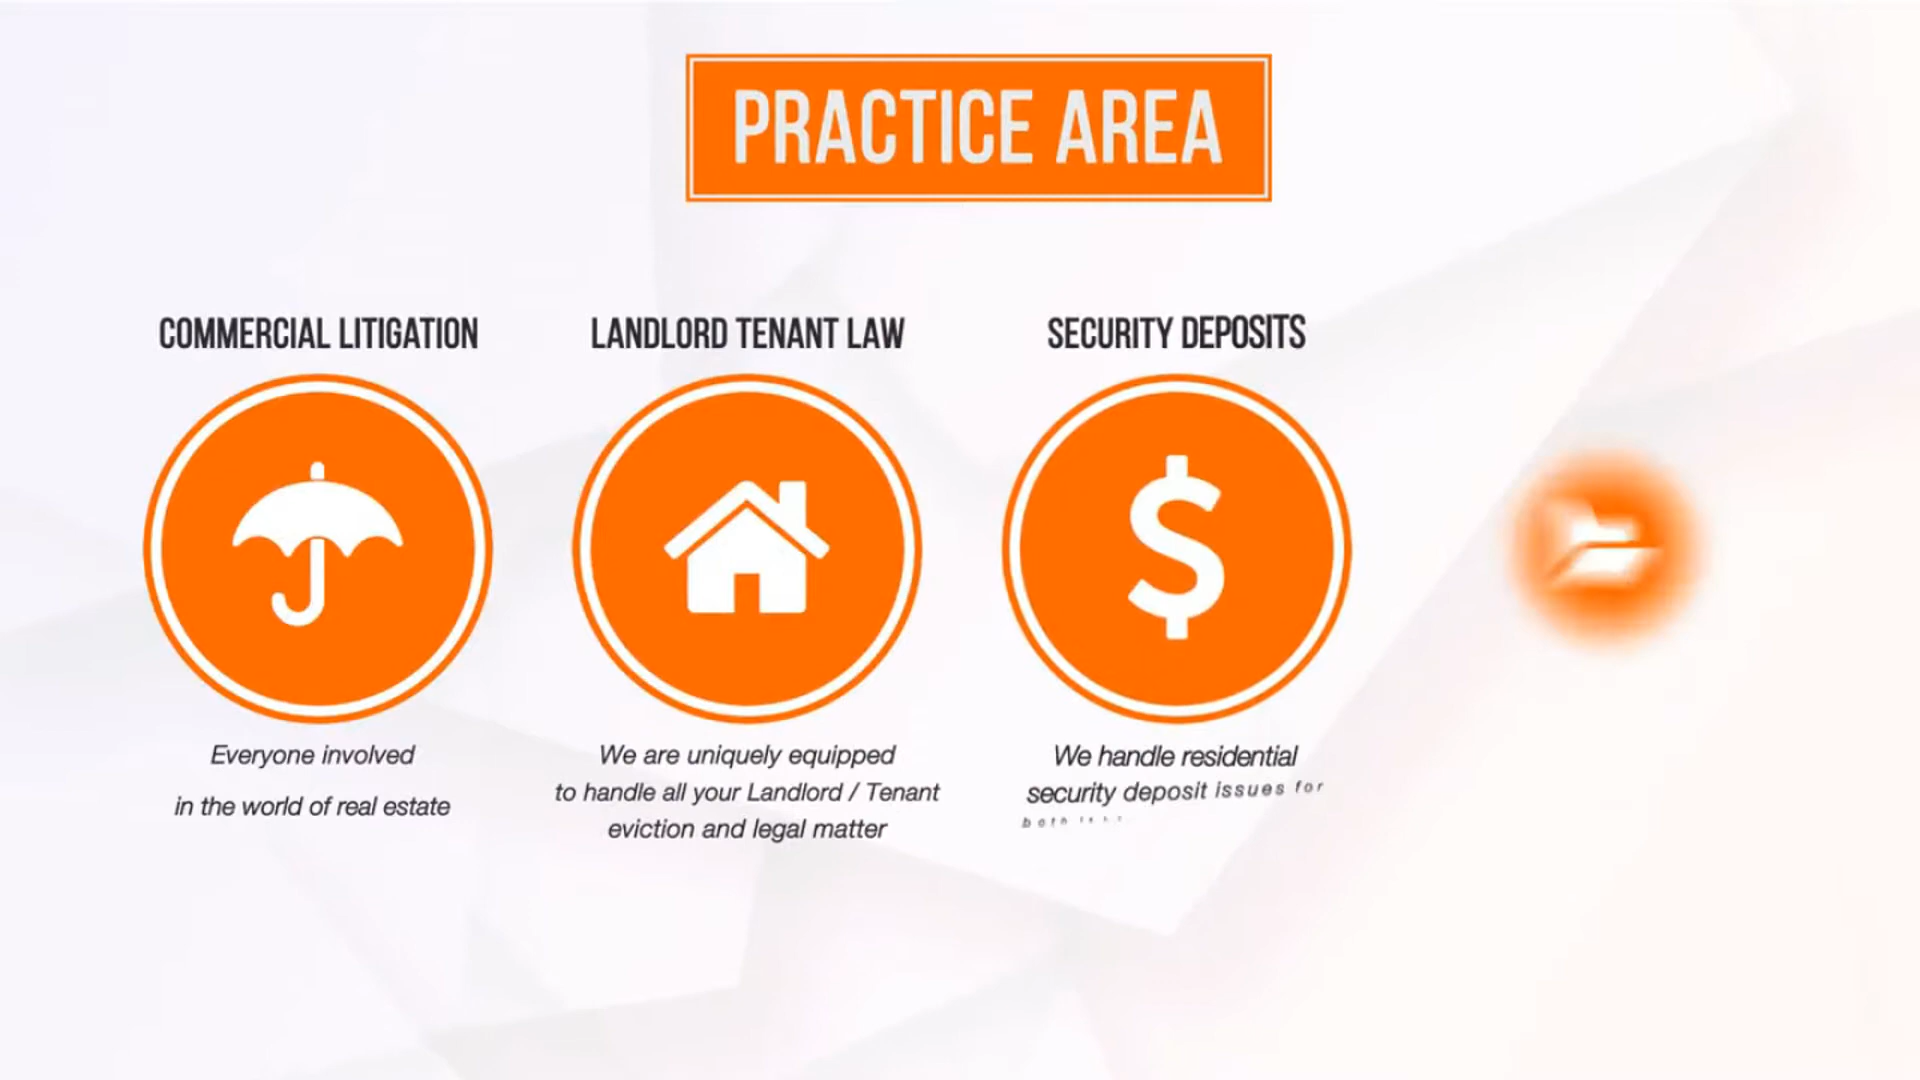 PRACTICE AREA
COMMERCIAL LITIGATION
Everyone involved
in the world of real estate
LANDLORD TENANT LAW
We are uniquely equipped
to handle all your Landlord / Tenant
eviction and legal matter
SECURITY DEPOSITS
We handle residential
security deposit issues for
both